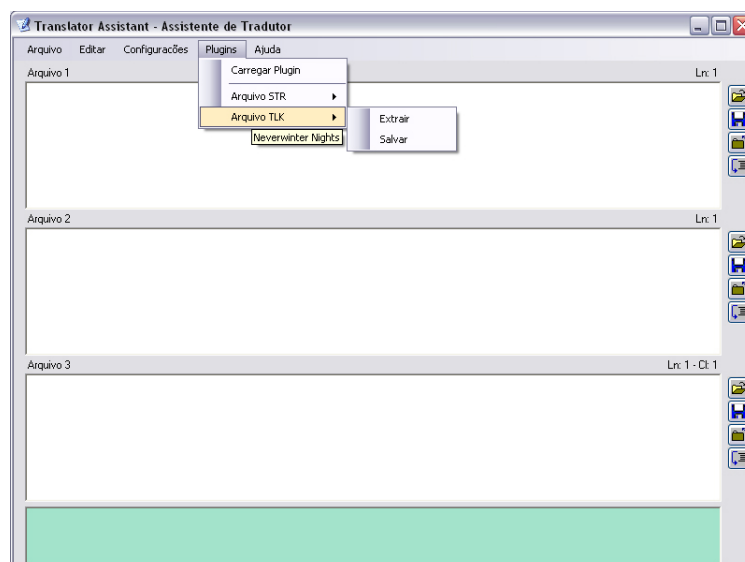 Translator Assistant - Assistente de Tradutor
Arquivo Editar Configuracões Plugins Ajuda
Arquivo 1 Ln: 1
Carregar Plugin
Arquivo STR
Arquivo TLK
Extrair
Neverwinter Nights
Salvar
Arquivo 2 Ln: 1
Arquivo 3 Ln: 1 - Cl: 1